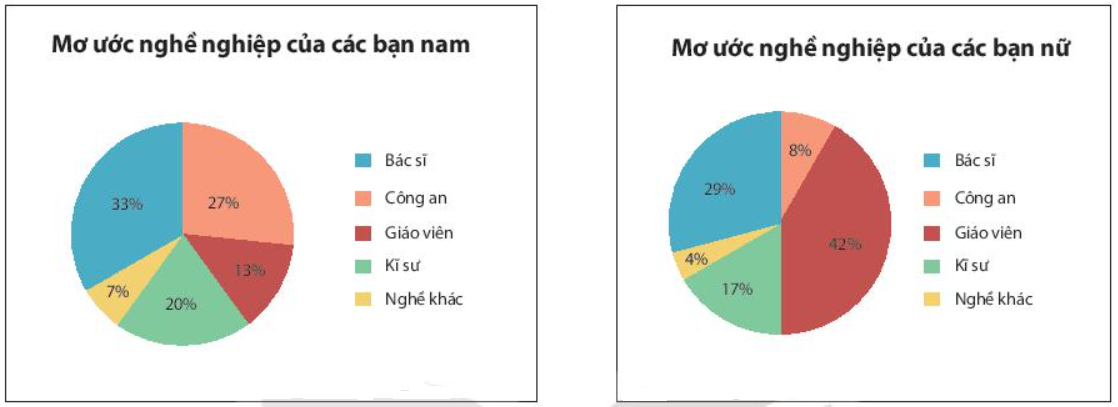 Mơ ước nghề nghiệp của các bạn nam
33%
27%
13%
20%
7%
Bác sĩ
Công an
Giáo viên
Kĩ sư
Nghề khác
Mơ ước nghề nghiệp của các bạn nữ
29%
8%
42%
17%
4%
Bác sĩ
Công an
Giáo viên
Kĩ sư
Nghề khác